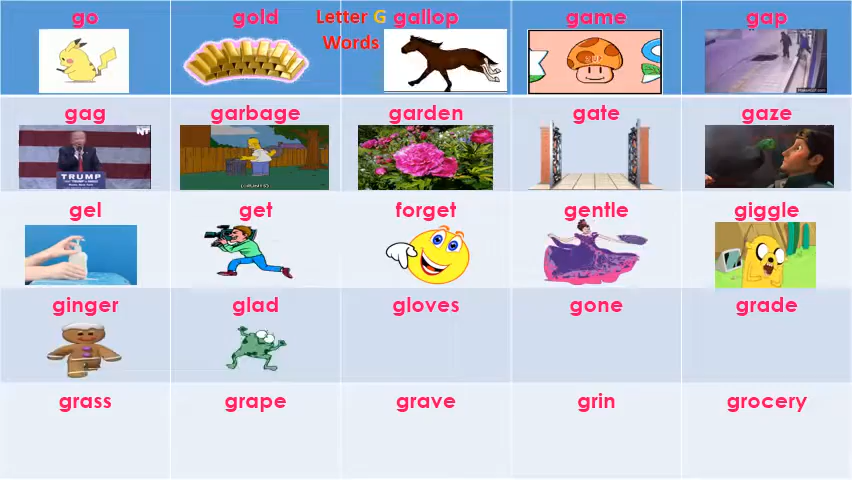 go gold Letter G gallop game gap
Words
gag garbage garden gate gaze
NT
TRUMP
gel get forget gentle giggle
ginger glad gloves gone grade
grass grape grave grin grocery